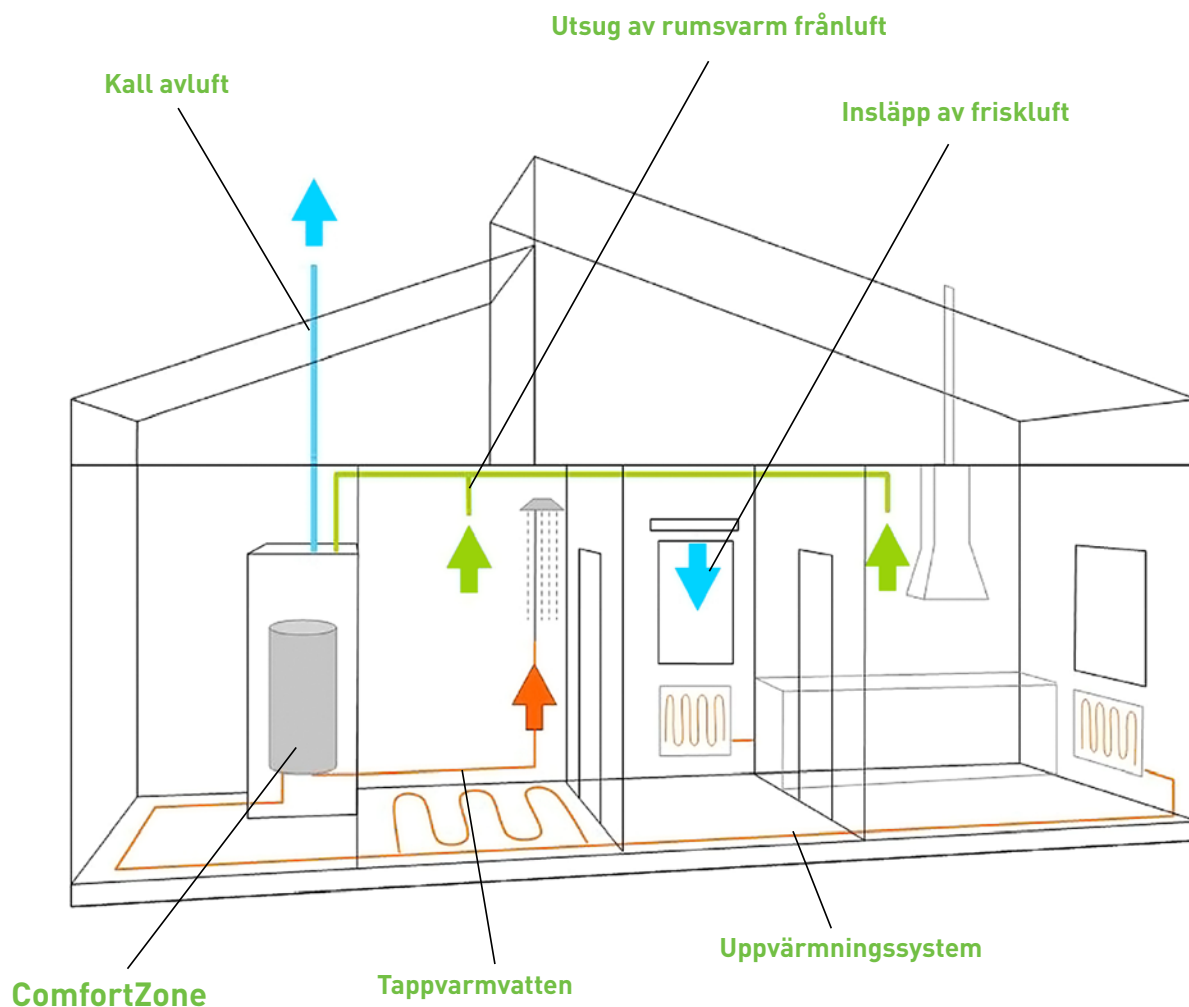 Utsug av rumsvarm frånluft
Kall avluft
Insläpp av friskluft
Uppvärmningssystem
Tappvarmvatten
ComfortZone